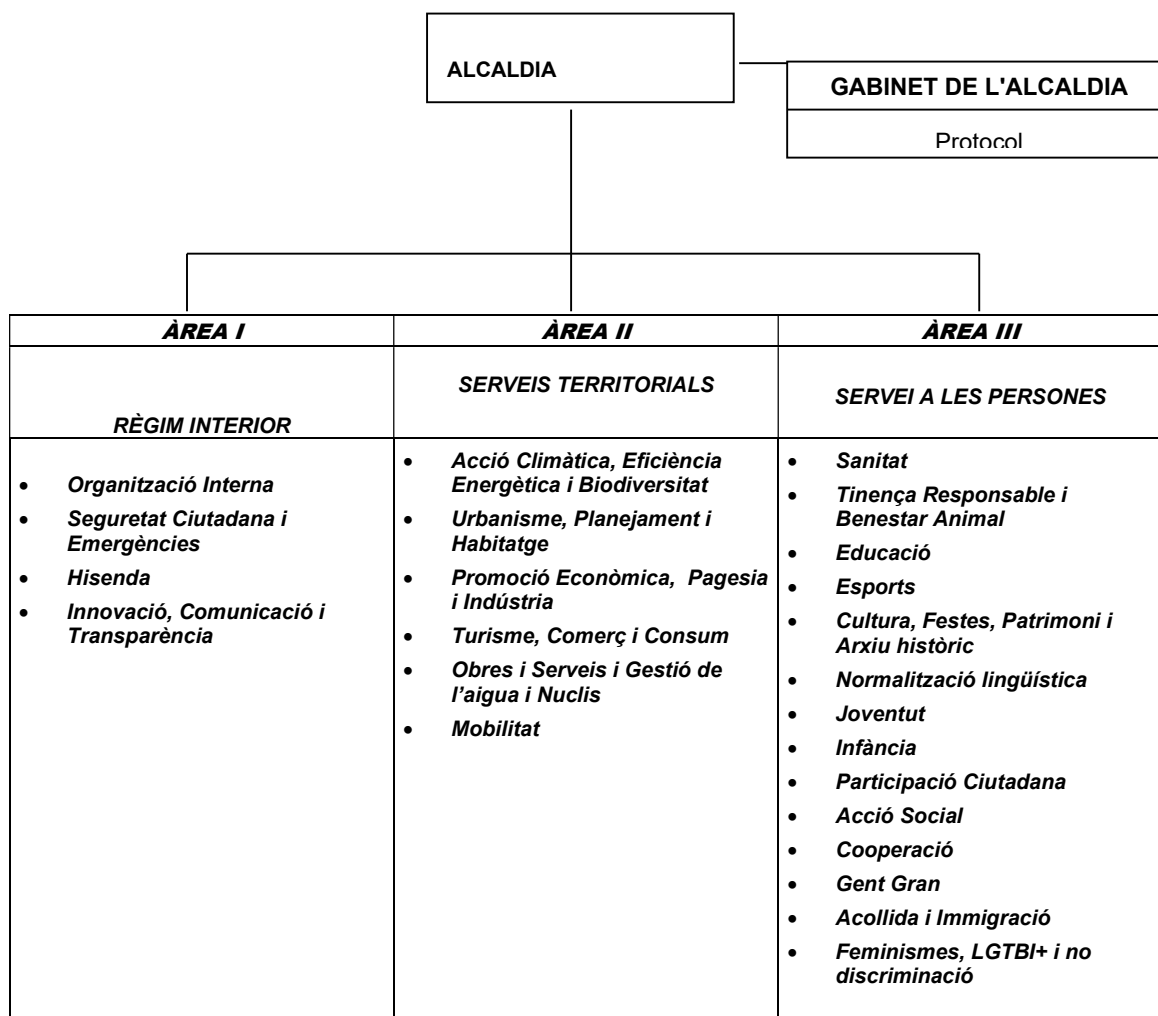 ALCALDIA
GABINET DE L'ALCALDIA
Protocol
ÀREA I
RÈGIM INTERIOR
• Organització Interna
• Seguretat Ciutadana i
Emergències
• Hisenda
• Innovació, Comunicació i
Transparència
ÀREA II
SERVEIS TERRITORIALS
• Acció Climàtica, Eficiència
Energètica i Biodiversitat
• Urbanisme, Planejament i
Habitatge
• Promoció Econòmica, Pagesia
i Indústria
• Turisme, Comerç i Consum
• Obres i Serveis i Gestió de
l’aigua i Nuclis
• Mobilitat
ÀREA III
SERVEI A LES PERSONES
• Sanitat
• Tinença Responsable i
Benestar Animal
• Educació
• Esports
• Cultura, Festes, Patrimoni i
Arxiu històric
• Normalització lingüística
• Joventut
• Infància
• Participació Ciutadana
• Acció Social
• Cooperació
• Gent Gran
• Acollida i Immigració
• Feminismes, LGTBI+ i no
discriminació